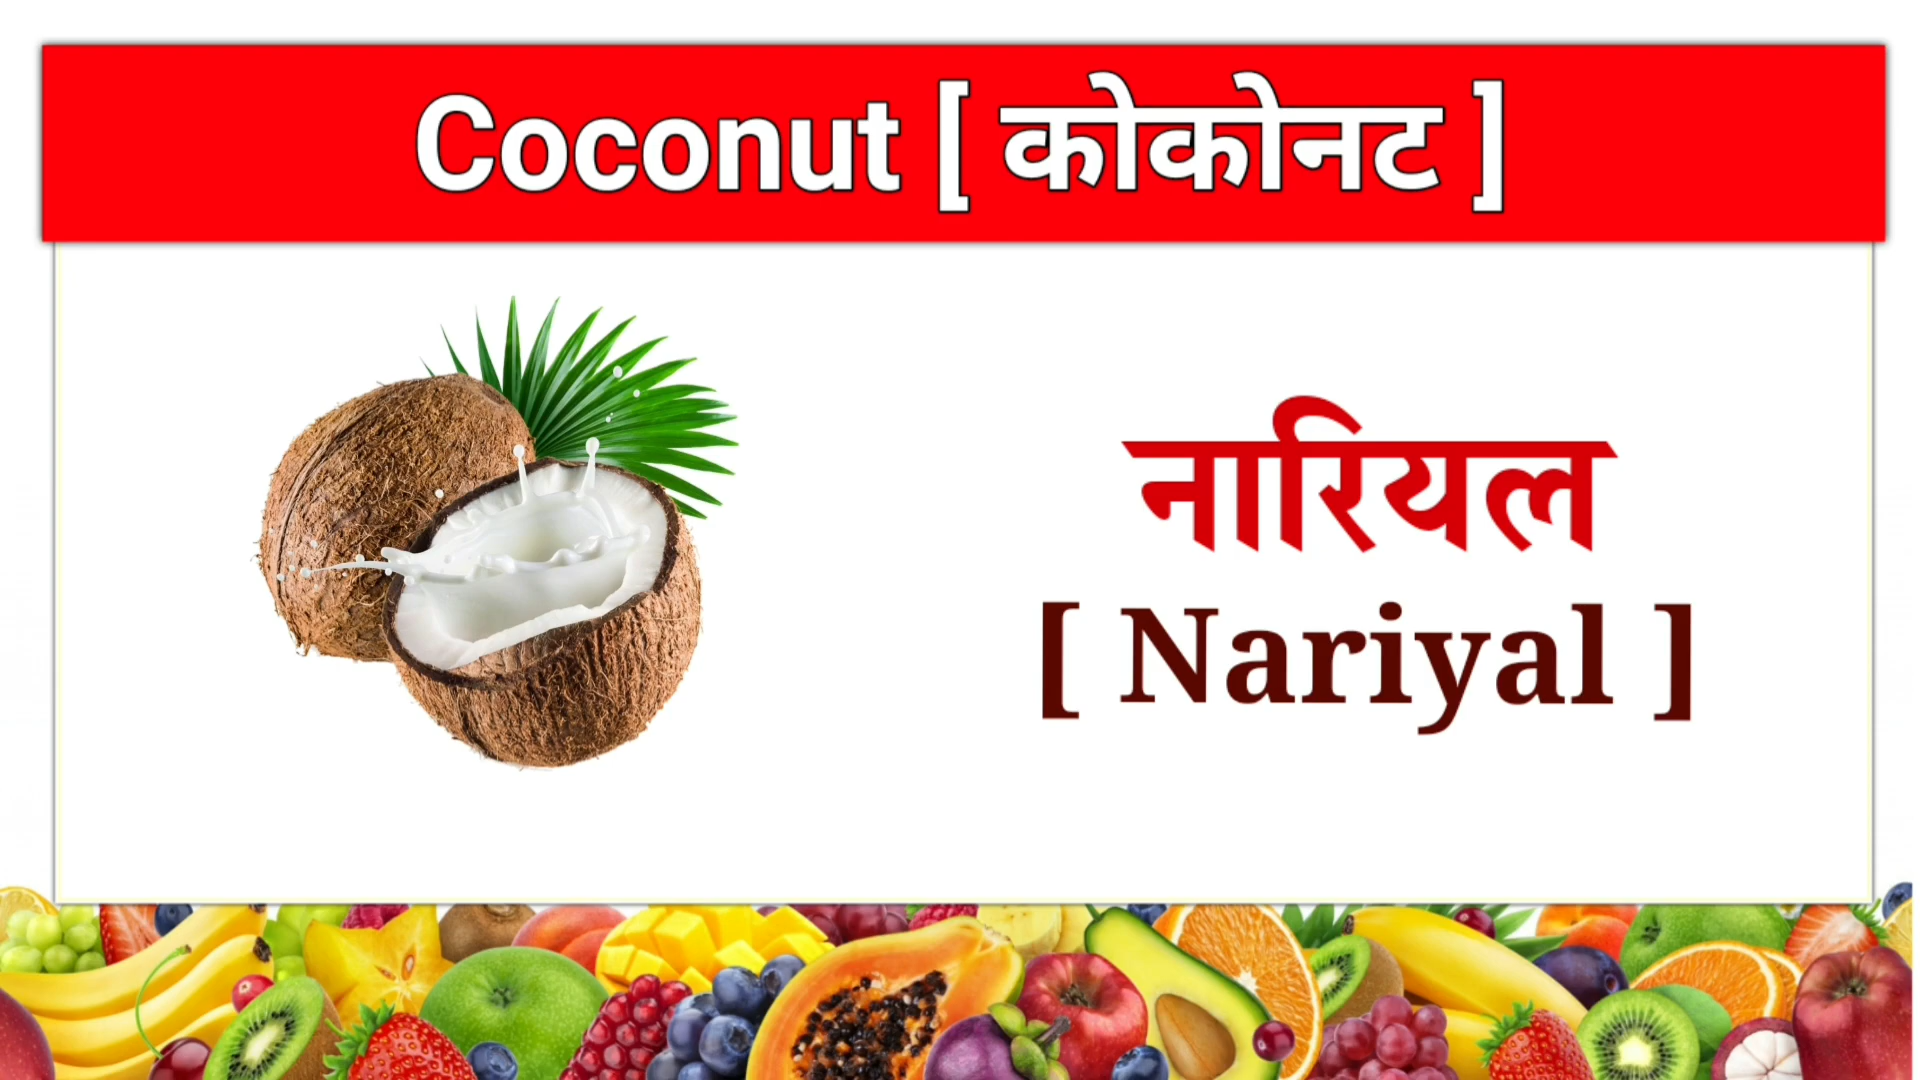 Coconut [ कोकोनट ]
नारियल
[ Nariyal ]